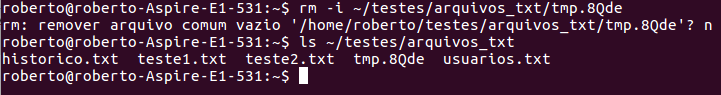 roberto@roberto-Aspire-E1-531:~$ rm -i ~/testes/arquivos_txt/tmp.8Qde
rm: remover arquivo comum vazio '/home/roberto/testes/arquivos_txt/tmp.8Qde'? n
roberto@roberto-Aspire-E1-531:~$ ls ~/testes/arquivos_txt
historico.txt  teste1.txt  teste2.txt  tmp.8Qde  usuarios.txt
roberto@roberto-Aspire-E1-531:~$